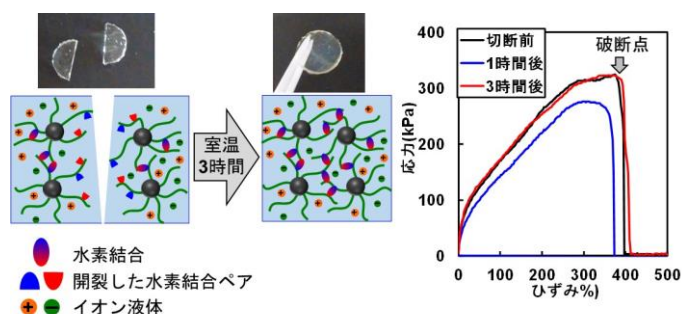 室温
3時間
水素結合
開裂した水素結合ペア
イオン液体
切断前
1時間後
3時間後
破断点
応力(kPa)
400
300
200
100
0
0
100
200
300
400
500
ひずみ%)